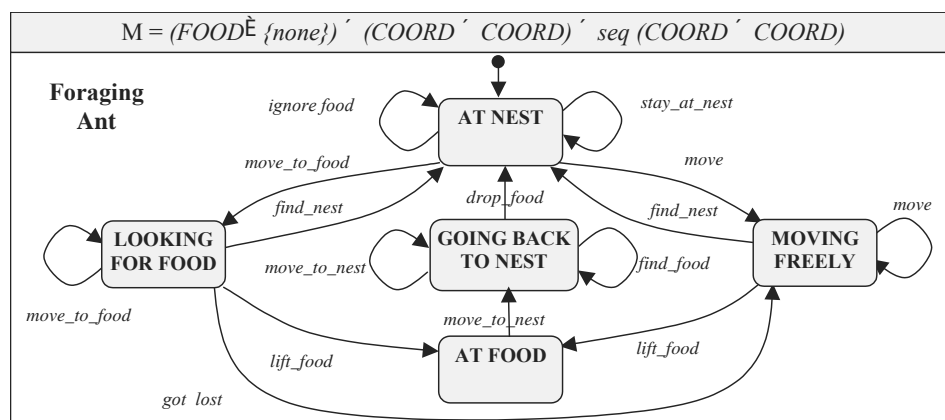 M = (FOODÈ {none}) ´ (COORD ´ COORD) ´ seq (COORD ´ COORD)
Foraging
Ant
ignore food
AT NEST
stay_at_nest
move_to_food
move
find_nest
drop_food
find_nest
move
LOOKING
FOR FOOD
GOING BACK
TO NEST
MOVING
FREELY
move_to_nest
find_food
move_to_food
move_to_nest
lift_food
AT FOOD
lift_food
got lost